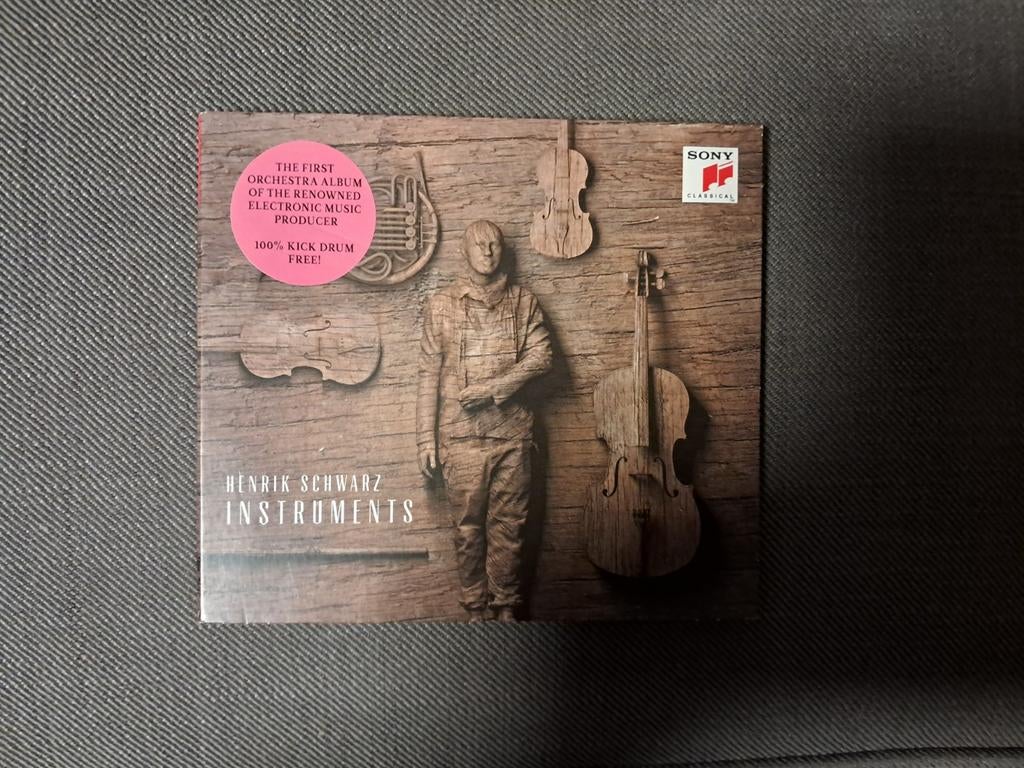 THE FIRST
ORCHESTRA ALBUM
OF THE RENOWNED
ELECTRONIC MUSIC
PRODUCER
100% KICK DRUM
FREE!
SONY
CLASSICAL
HENRIK SCHWARZ
INSTRUMENTS